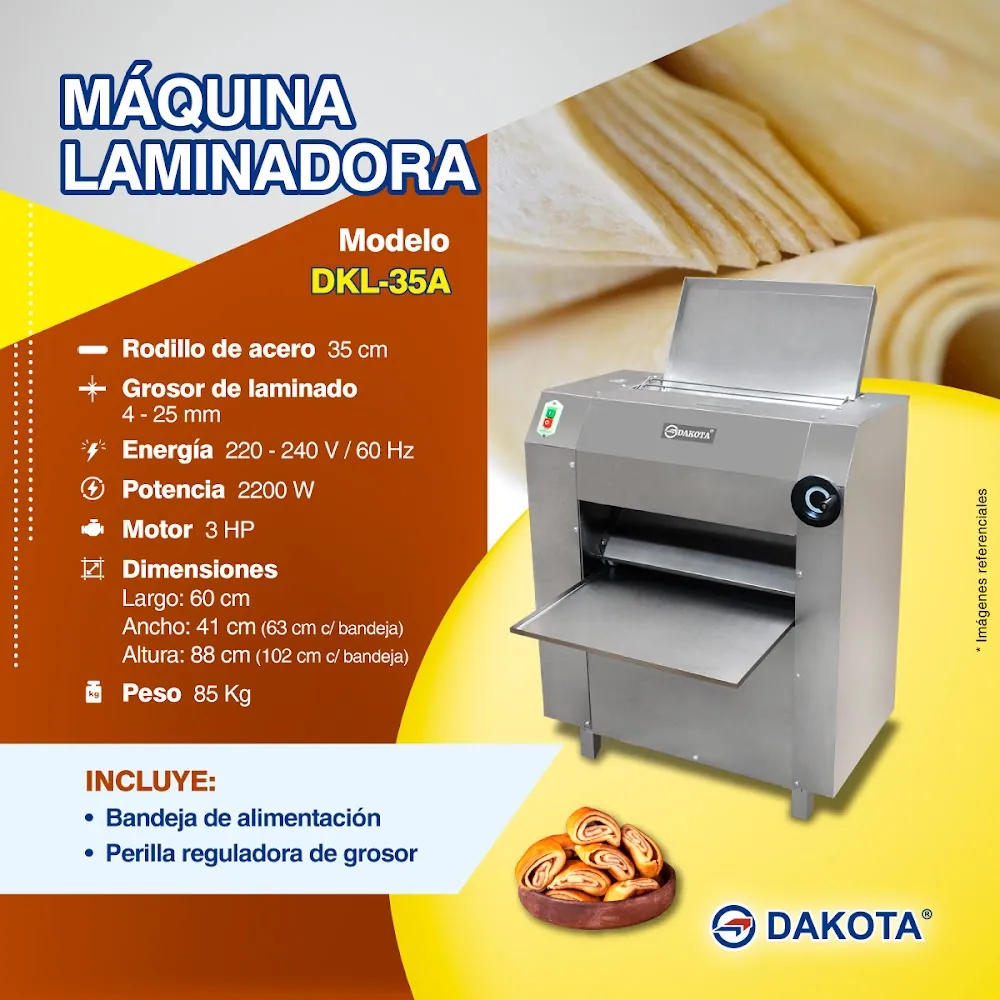 MÁQUINA
LAMINADORA
Modelo
DKL-35A
Rodillo de acero 35 cm
Grosor de laminado
4 - 25 mm
Energía 220 - 240 V / 60 Hz
Potencia 2200 W
Motor 3 HP
Dimensiones
Largo: 60 cm
Ancho: 41 cm (63 cm c/ bandeja)
Altura: 88 cm (102 cm c/ bandeja)
kg
Peso 85 Kg
INCLUYE:
• Bandeja de alimentación
• Perilla reguladora de grosor
DAKOTA
* Imágenes referenciales
DAKOTA®